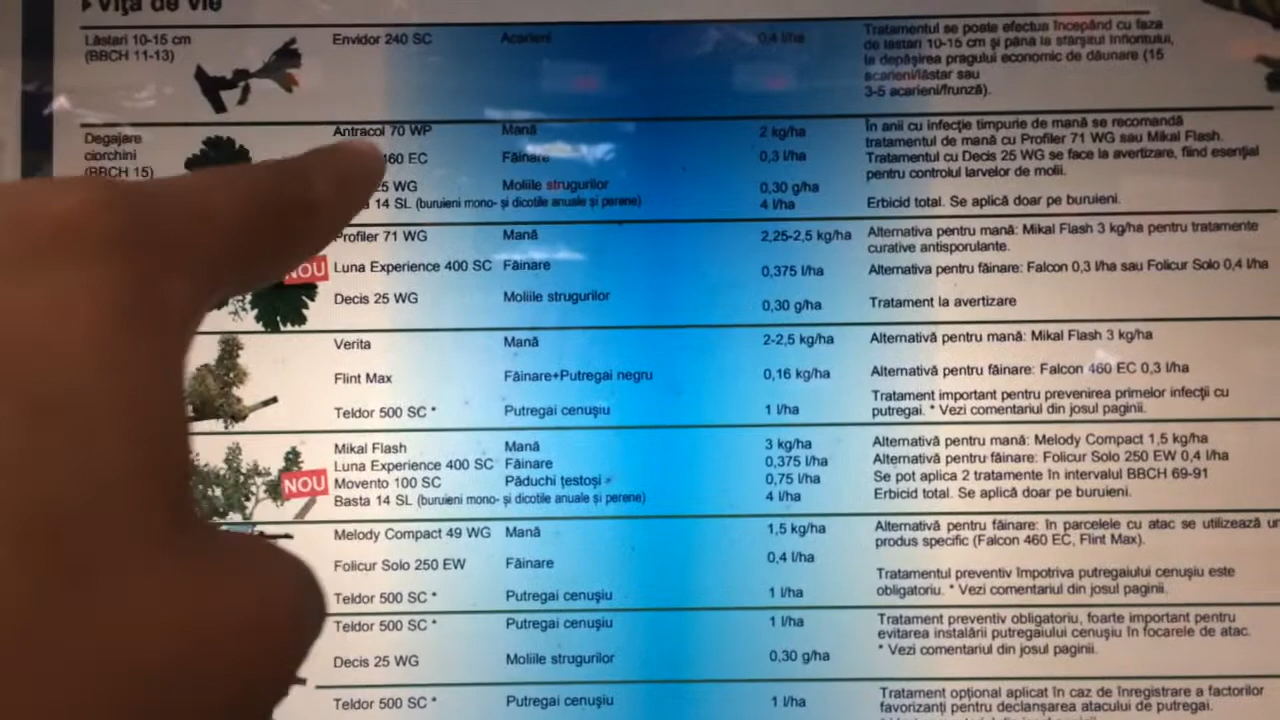 Viţa de vie
Lăstari 10-15 cm
(BBCH 11-13)
Envidor 240 SC
Acarieni
0,4 l/ha
Tratamentul se poate efectua începând cu faza
de lăstari 10-15 cm şi până la sfârşitul înfloritului,
la depăşirea pragului economic de dăunare (15
acarieni/lăstar sau
3-5 acarieni/frunză).
Degajare
ciorchini
(BBCH 15)
Antracol 70 WP Mană 2 kg/ha
460 EC Făinare 0,3 l/ha
25 WG Moliile strugurilor 0,30 g/ha
14 SL (buruieni mono- şi dicotile anuale şi perene) 4 l/ha
În anii cu infecţie timpurie de mană se recomandă
tratamentul de mană cu Profiler 71 WG sau Mikal Flash.
Tratamentul cu Decis 25 WG se face la avertizare, fiind esenţial
pentru controlul larvelor de molii.
Erbicid total. Se aplică doar pe buruieni.
Profiler 71 WG Mană 2,25-2,5 kg/ha Alternativa pentru mană: Mikal Flash 3 kg/ha pentru tratamente
curative antisporulante.
NOU Luna Experience 400 SC Făinare 0,375 l/ha Alternativa pentru făinare: Falcon 0,3 l/ha sau Folicur Solo 0,4 l/ha
Decis 25 WG Moliile strugurilor 0,30 g/ha Tratament la avertizare
Verita Mană 2-2,5 kg/ha Alternativă pentru mană: Mikal Flash 3 kg/ha
Flint Max Făinare+Putregai negru 0,16 kg/ha Alternativă pentru făinare: Falcon 460 EC 0,3 l/ha
Teldor 500 SC * Putregai cenuşiu 1 l/ha Tratament important pentru prevenirea primelor infecţii cu
putregai. * Vezi comentariul din josul paginii.
Mikal Flash Mană 3 kg/ha Alternativă pentru mană: Melody Compact 1,5 kg/ha
Luna Experience 400 SC Făinare 0,375 l/ha Alternativă pentru făinare: Folicur Solo 250 EW 0,4 l/ha
NOU Movento 100 SC Păduchi ţestoşi * 0,75 l/ha Se pot aplica 2 tratamente în intervalul BBCH 69-91
Basta 14 SL (buruieni mono- şi dicotile anuale şi perene) 4 l/ha Erbicid total. Se aplică doar pe buruieni.
Melody Compact 49 WG Mană 1,5 kg/ha Alternativă pentru făinare: în parcelele cu atac se utilizează un
produs specific (Falcon 460 EC, Flint Max).
Folicur Solo 250 EW Făinare 0,4 l/ha
Teldor 500 SC * Putregai cenuşiu 1 l/ha Tratamentul preventiv împotriva putregaiului cenuşiu este
obligatoriu. * Vezi comentariul din josul paginii.
Teldor 500 SC * Putregai cenuşiu 1 l/ha Tratament preventiv obligatoriu, foarte important pentru
evitarea instalării putregaiului cenuşiu în focarele de atac.
Decis 25 WG Moliile strugurilor 0,30 g/ha * Vezi comentariul din josul paginii.
Teldor 500 SC * Putregai cenuşiu 1 l/ha Tratament opţional aplicat în caz de înregistrare a factorilor
favorizanţi pentru declanşarea atacului de putregai.